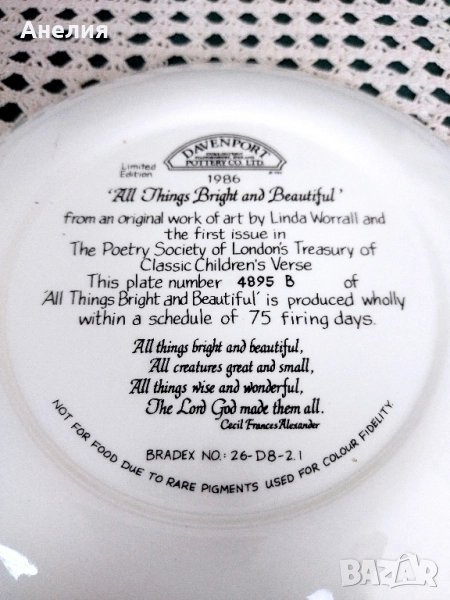 Анелия
DAVENPORT
POTTERY CO. LTD.
Limited
Edition
1986
'All Things Bright and Beautiful'
from an original work of art by Linda Worrall and
the first issue in
The Poetry Society of London's Treasury of
Classic Children's Verse
This plate number 4895 B of
'All Things Bright and Beautiful' is produced wholly
within a schedule of 75 firing days.
All things bright and beautiful,
All creatures great and small,
All things wise and wonderful,
The Lord God made them all.
Cecil Frances Alexander
NOT FOR FOOD DUE TO RARE PIGMENTS USED FOR COLOUR FIDELITY.
BRADEX NO.: 26-D8-2.1
BAZAR